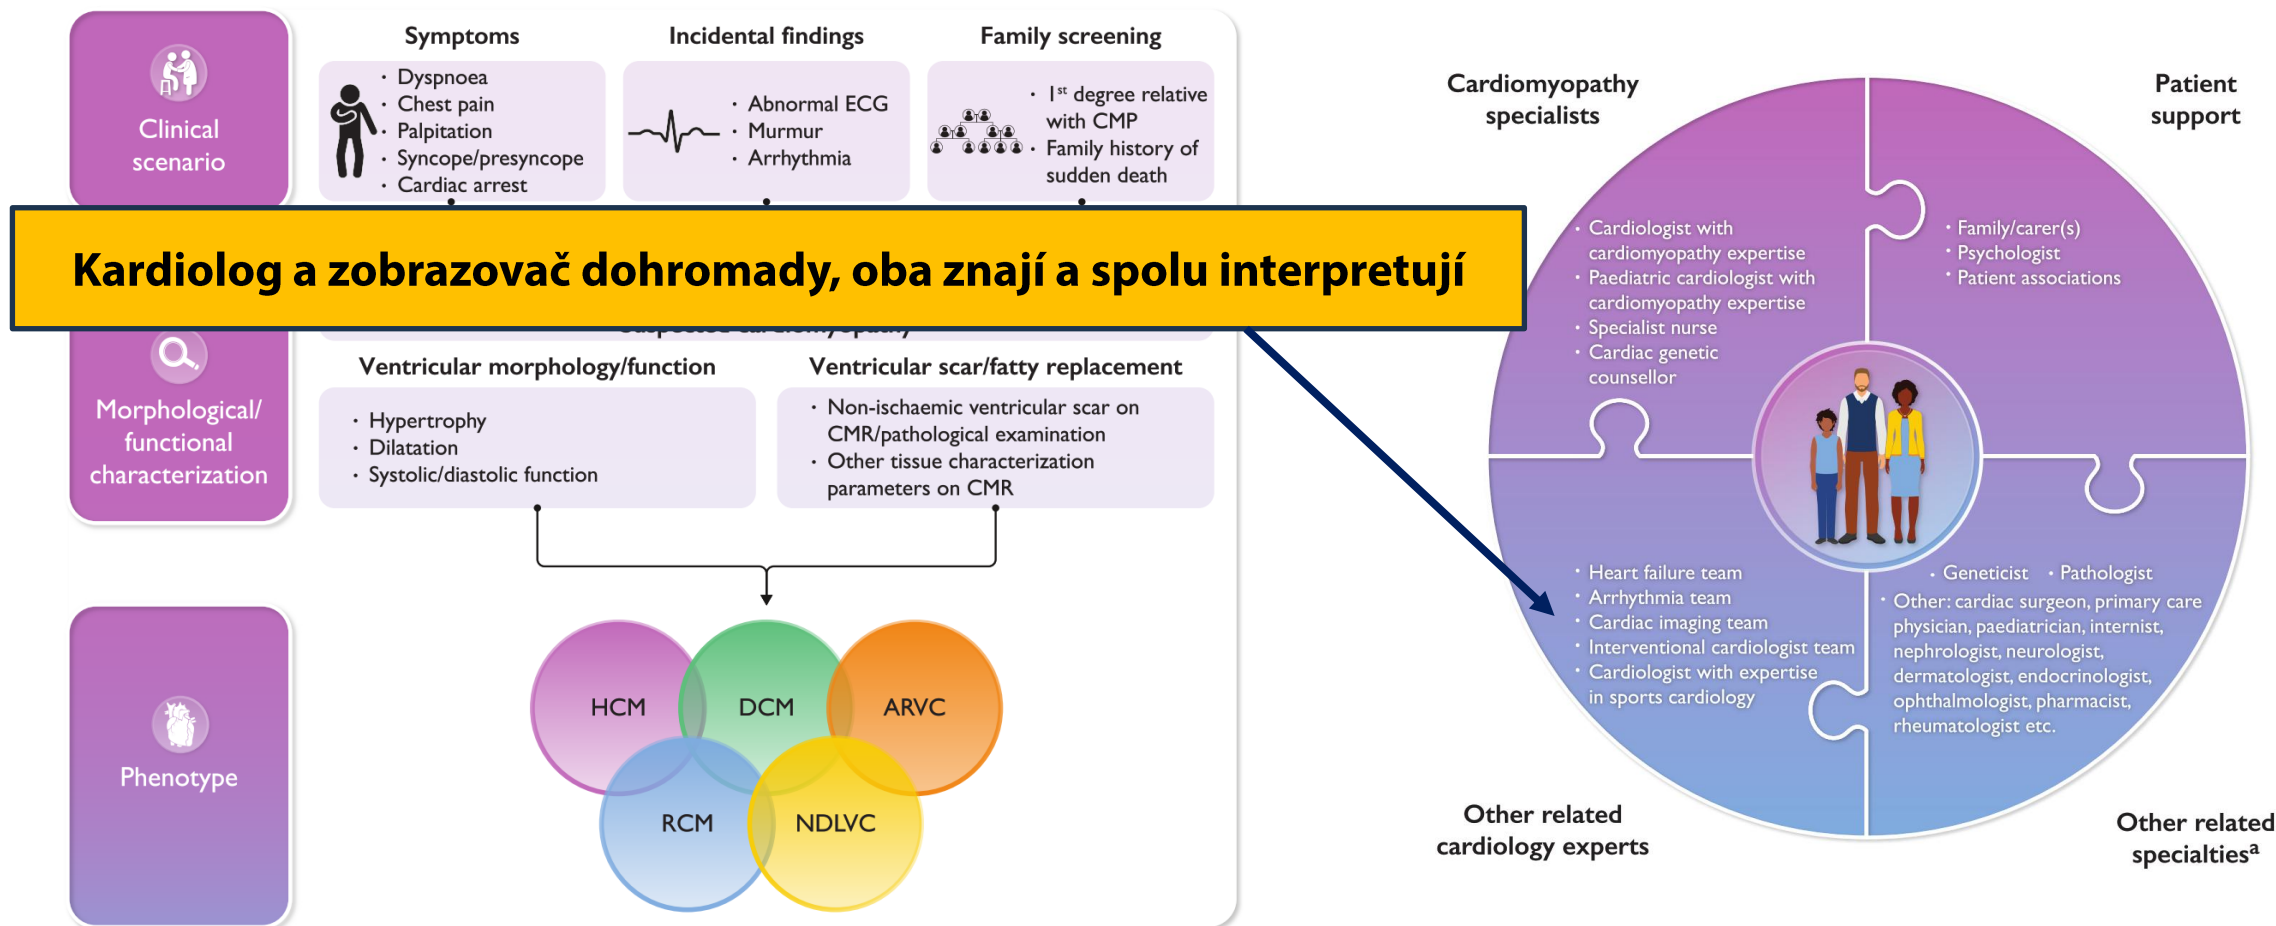 Clinical
scenario
Symptoms
• Dyspnoea
• Chest pain
• Palpitation
• Syncope/presyncope
• Cardiac arrest
Incidental findings
• Abnormal ECG
• Murmur
• Arrhythmia
Family screening
• 1st degree relative
with CMP
• Family history of
sudden death
Kardiolog a zobrazovač dohromady, oba znají a spolu interpretují
Morphological/
functional
characterization
Ventricular morphology/function
• Hypertrophy
• Dilatation
• Systolic/diastolic function
Ventricular scar/fatty replacement
• Non-ischaemic ventricular scar on
CMR/pathological examination
• Other tissue characterization
parameters on CMR
Phenotype
HCM
DCM
ARVC
RCM
NDLVC
Cardiomyopathy
specialists
• Cardiologist with
cardiomyopathy expertise
• Paediatric cardiologist with
cardiomyopathy expertise
• Specialist nurse
• Cardiac genetic
counsellor
Patient
support
• Family/carer(s)
• Psychologist
• Patient associations
• Heart failure team
• Arrhythmia team
• Cardiac imaging team
• Interventional cardiologist team
• Cardiologist with expertise
in sports cardiology
Other related
cardiology experts
• Geneticist • Pathologist
• Other: cardiac surgeon, primary care
physician, paediatrician, internist,
nephrologist, neurologist,
dermatologist, endocrinologist,
ophthalmologist, pharmacist,
rheumatologist etc.
Other related
specialtiesa